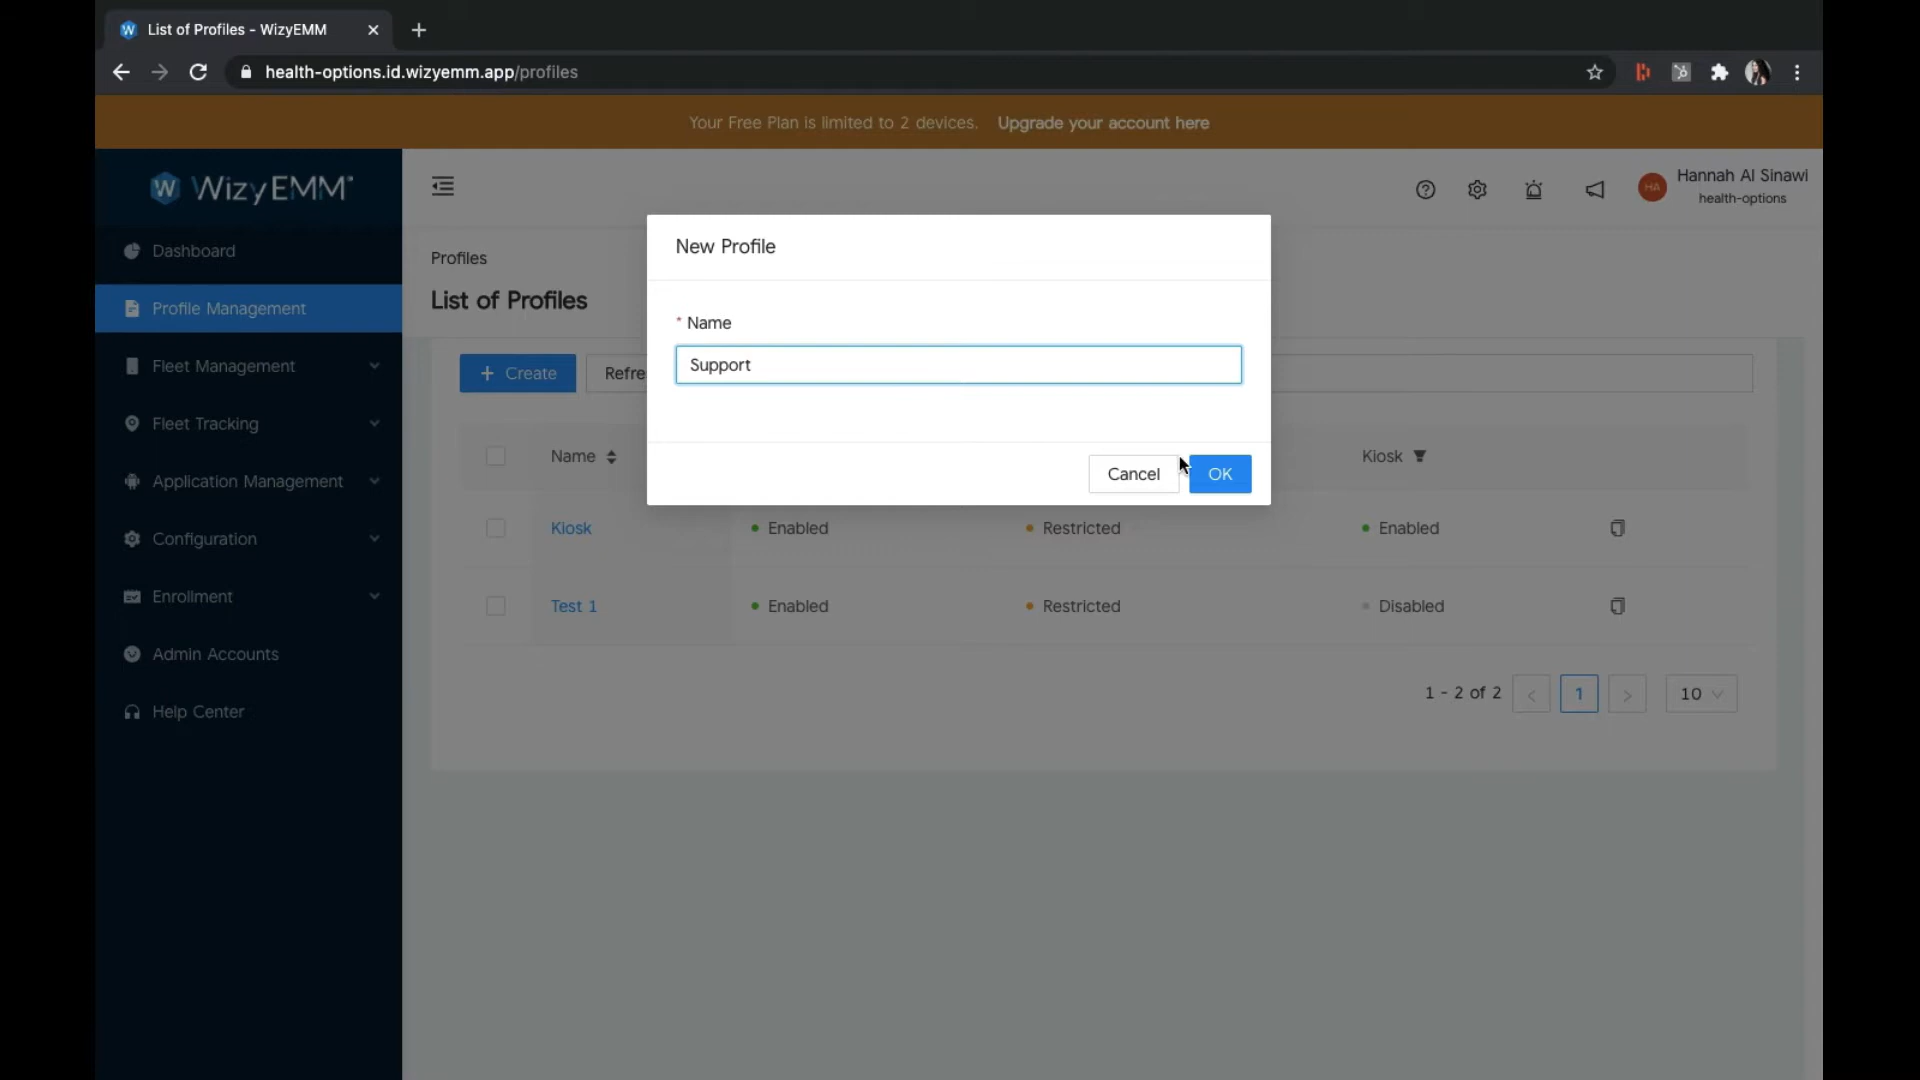 List of Profiles - WizyEMM
health-options.id.wizyemm.app/profiles
Your Free Plan is limited to 2 devices. Upgrade your account here
W WizyEMM
HA
Hannah Al Sinawi
health-options
Dashboard
Profile Management
Fleet Management
Fleet Tracking
Application Management
Configuration
Enrollment
Admin Accounts
Help Center
Profiles
List of Profiles
+ Create
Refre
New Profile
* Name
Support
Cancel
OK
Name
Kiosk
Kiosk Enabled Restricted Enabled
Test 1 Enabled Restricted Disabled
1 - 2 of 2 < 1 > 10